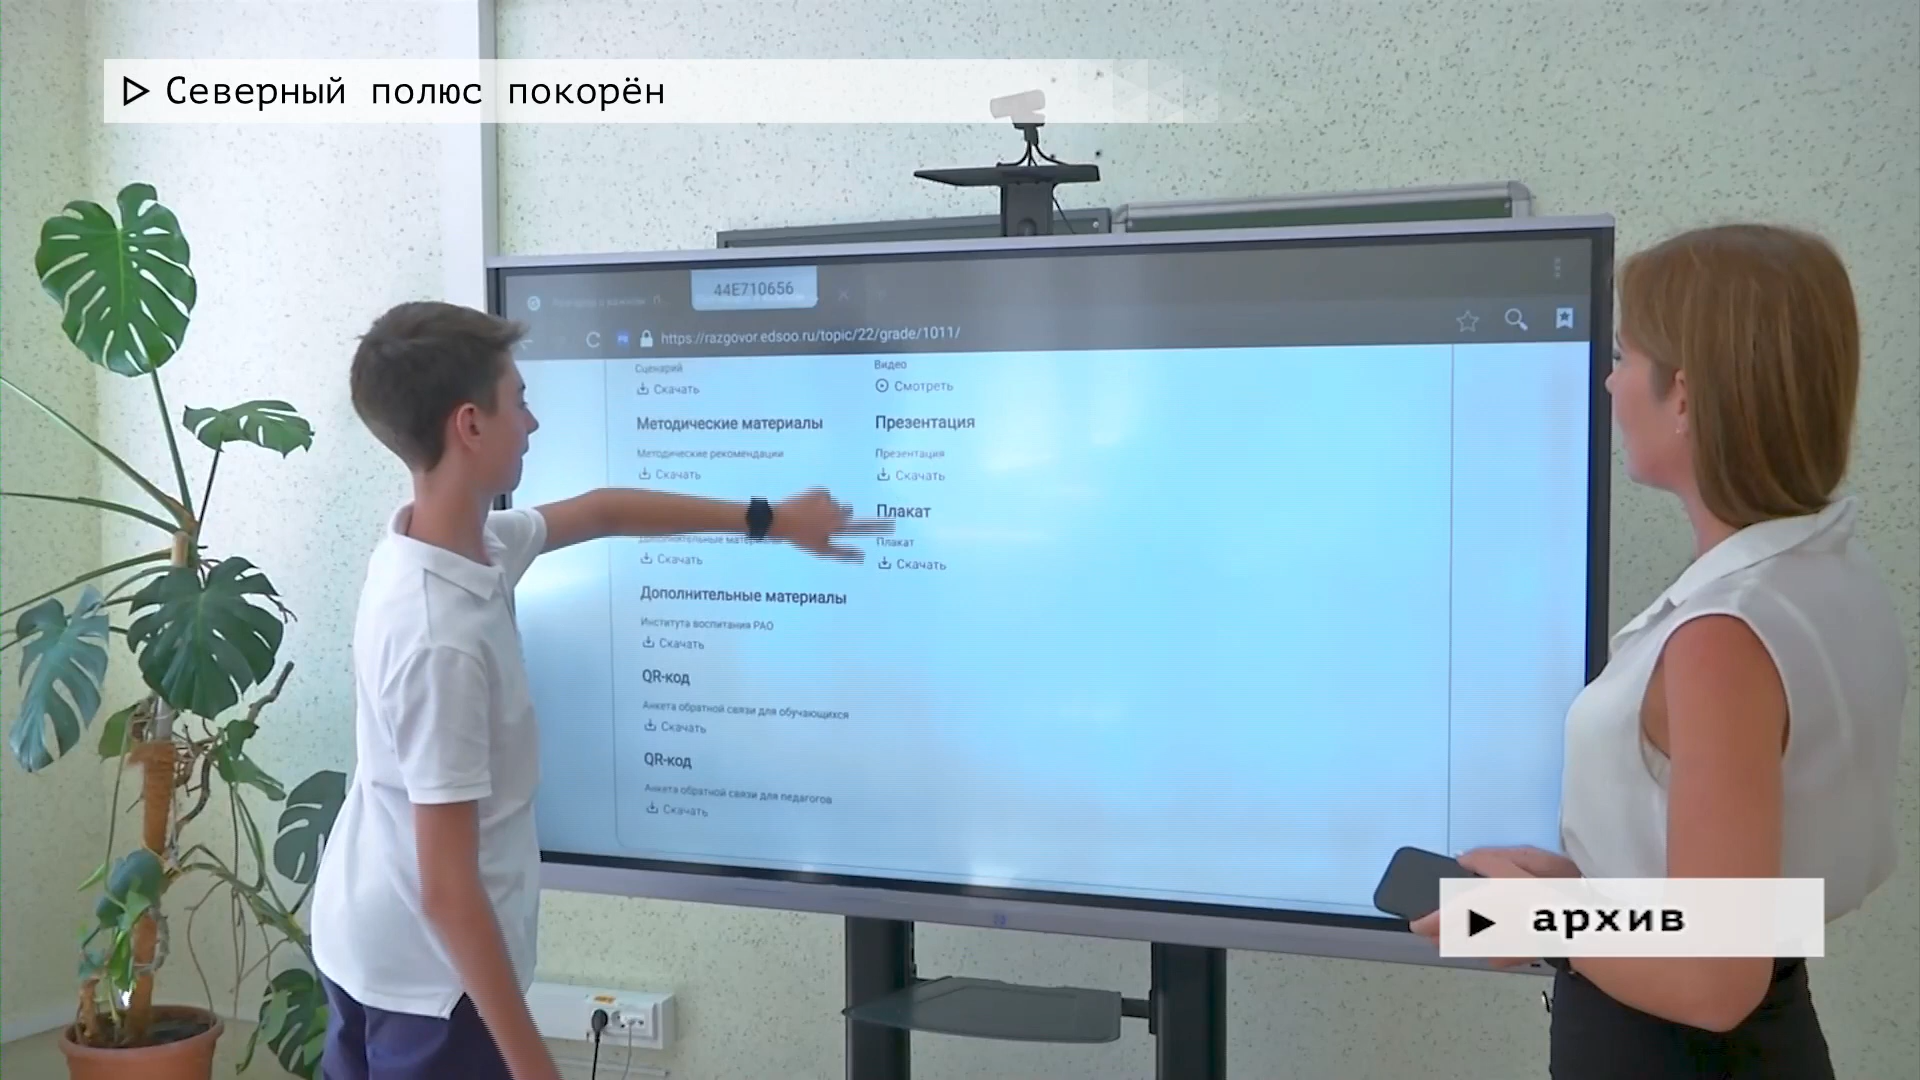 Северный полюс покорён
44E710656
https://razgovor.edsoo.ru/topic/22/grade/1011/
Сценарий
Скачать
Методические материалы
Методические рекомендации
Скачать
Дополнительные
Скачать
Дополнительные материалы
Института воспитания РАО
Скачать
QR-код
Анкета обратной связи для обучающихся
Скачать
QR-код
Анкета обратной связи для педагогов
Скачать
Видео
Смотреть
Презентация
Презентация
Скачать
Плакат
Плакат
Скачать
архив